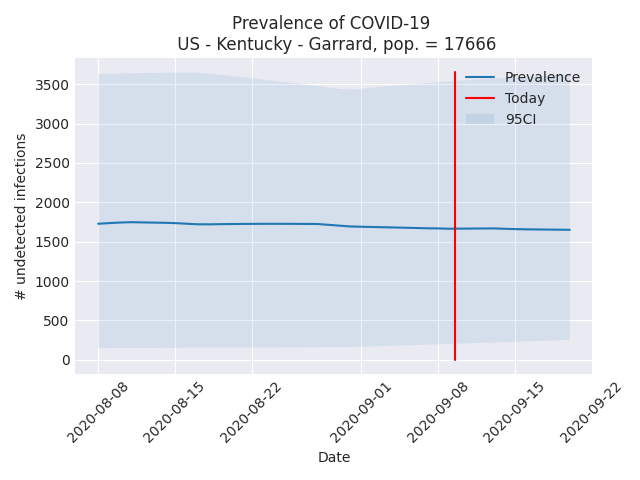 Prevalence of COVID-19
US - Kentucky - Garrard, pop. = 17666
3500
3000
2500
2000
1500
1000
500
0
# undetected infections
Prevalence
Today
95CI
2020-08-08
2020-08-15
2020-08-22
2020-09-01
2020-09-08
2020-09-15
2020-09-22
Date